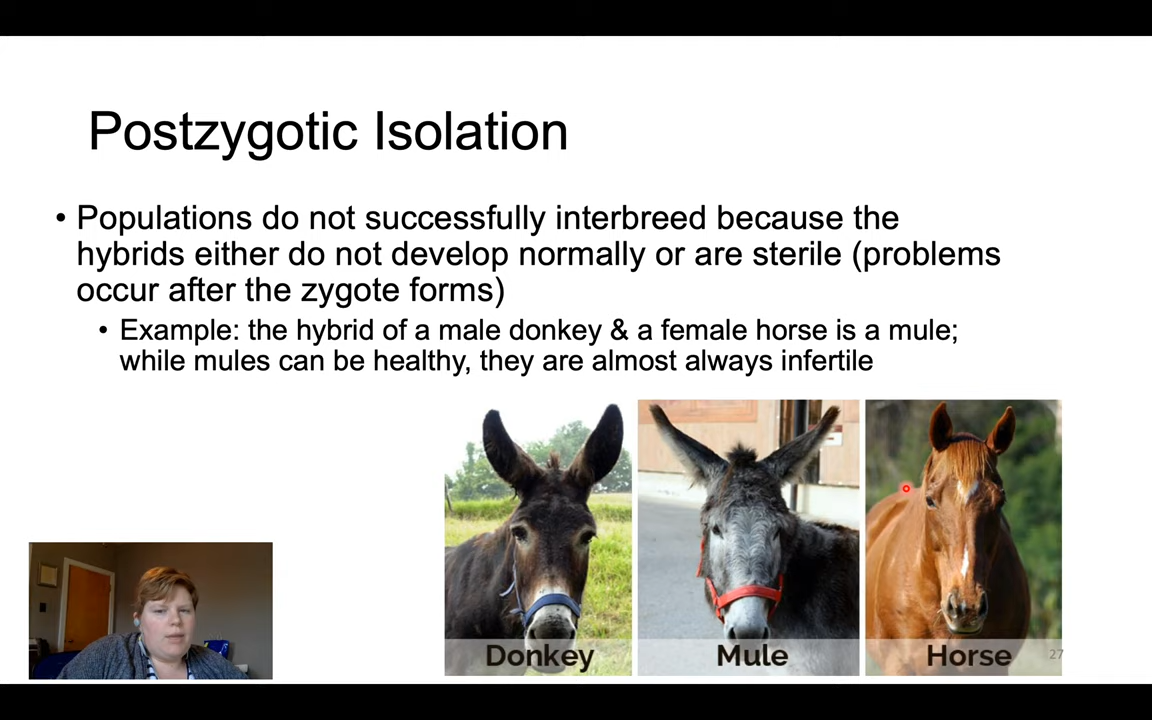 Postzygotic Isolation
• Populations do not successfully interbreed because the
hybrids either do not develop normally or are sterile (problems
occur after the zygote forms)
• Example: the hybrid of a male donkey & a female horse is a mule;
while mules can be healthy, they are almost always infertile
Donkey
Mule
Horse
27